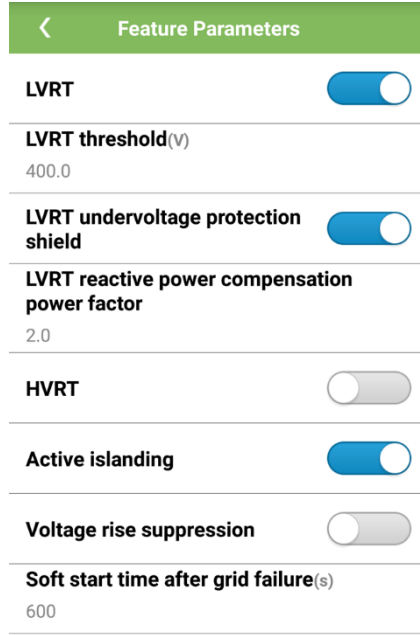 Feature Parameters
LVRT
LVRT threshold(V)
400.0
LVRT undervoltage protection
shield
LVRT reactive power compensation
power factor
2.0
HVRT
Active islanding
Voltage rise suppression
Soft start time after grid failure(s)
600